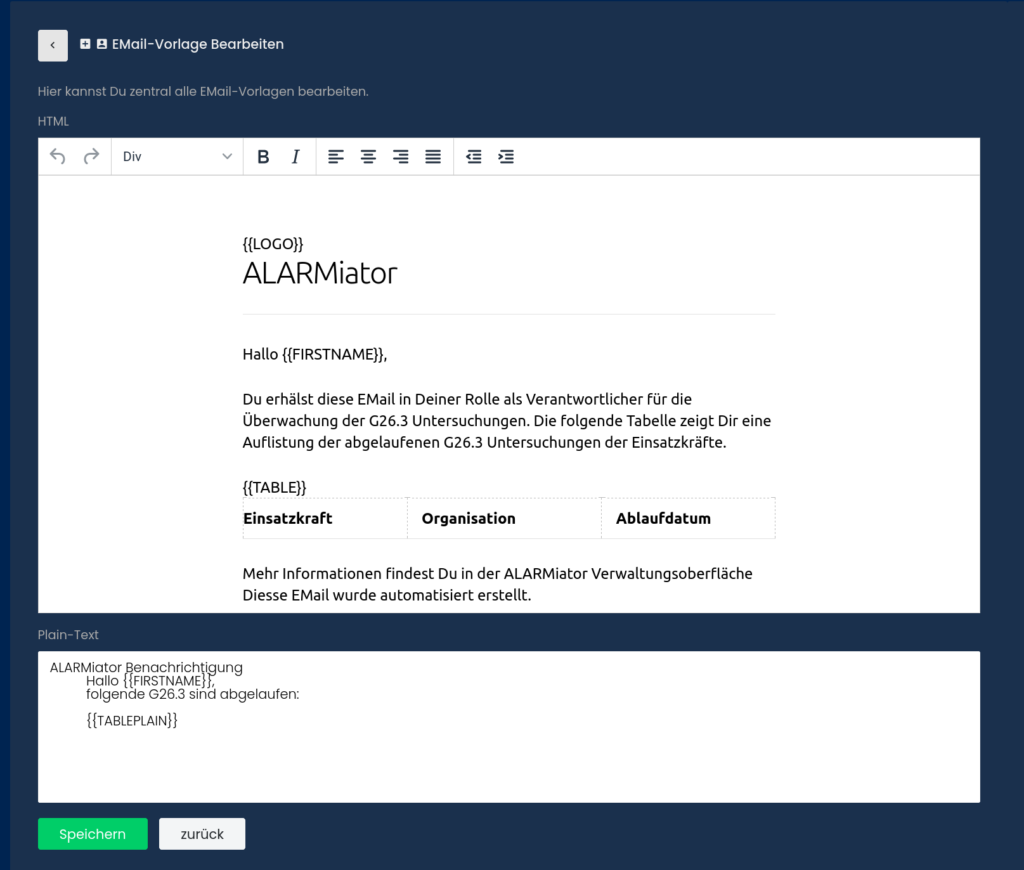 EMail-Vorlage Bearbeiten
Hier kannst Du zentral alle EMail-Vorlagen bearbeiten.
HTML
Div B I
{{LOGO}}
ALARMiator
Hallo {{FIRSTNAME}},
Du erhälst diese EMail in Deiner Rolle als Verantwortlicher für die
Überwachung der G26.3 Untersuchungen. Die folgende Tabelle zeigt Dir eine
Auflistung der abgelaufenen G26.3 Untersuchungen der Einsatzkräfte.
{{TABLE}}
Einsatzkraft Organisation Ablaufdatum
Mehr Informationen findest Du in der ALARMiator Verwaltungsoberfläche
Diesse EMail wurde automatisiert erstellt.
Plain-Text
ALARMiator Benachrichtigung
Hallo {{FIRSTNAME}},
folgende G26.3 sind abgelaufen:
{{TABLEPLAIN}}
Speichern zurück